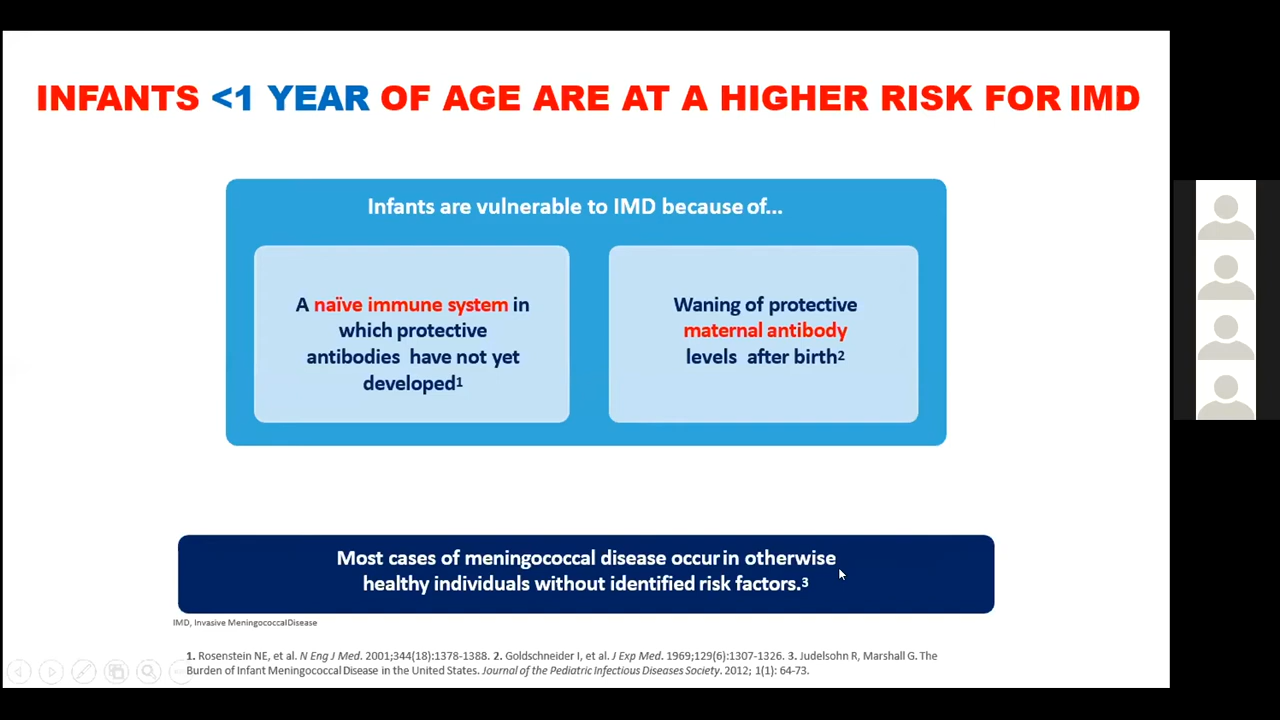 INFANTS <1 YEAR OF AGE ARE AT A HIGHER RISK FOR IMD
Infants are vulnerable to IMD because of...
A naïve immune system in
which protective
antibodies have not yet
developed1
Waning of protective
maternal antibody
levels after birth2
Most cases of meningococcal disease occur in otherwise
healthy individuals without identified risk factors.3
IMD, Invasive MeningococcalDisease
1. Rosenstein NE, et al. N Eng J Med. 2001;344(18):1378-1388. 2. Goldschneider I, et al. J Exp Med. 1969;129(6):1307-1326. 3. Judelsohn R, Marshall G. The
Burden of Infant Meningococcal Disease in the United States. Journal of the Pediatric Infectious Diseases Society. 2012; 1(1): 64-73.